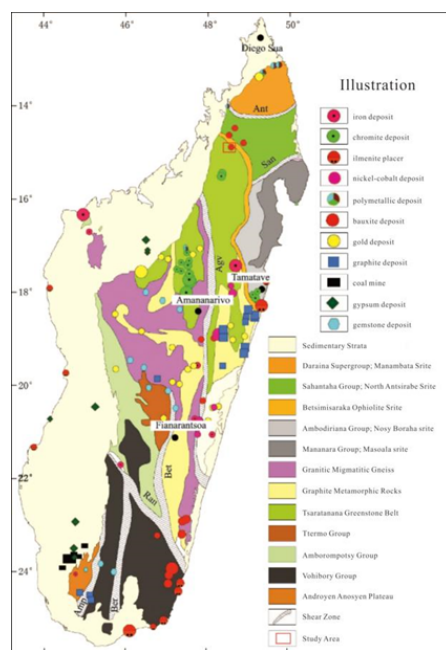 44° 46° 48° 50°
Diego Sua
14°
16°
18°
20°
22°
24°
Ant
San
Agv
Tamatave
Amananarivo
Fianarantsoa
Bet
Ran
Amp
Ber
Illustration
iron deposit
chromite deposit
ilmenite placer
nickel-cobalt deposit
polymetallic deposit
bauxite deposit
gold deposit
graphite deposit
coal mine
gypsum deposit
gemstone deposit
Sedimentary Strata
Daraina Supergroup; Manambata Srite
Sahantaha Group; North Antsirabe Srite
Betsimisaraka Ophiolite Srite
Ambodiriana Group; Nosy Boraha srite
Mananara Group; Masoala srite
Granitic Migmatitic Gneiss
Graphite Metamorphic Rocks
Tsaratanana Greenstone Belt
Ttermo Group
Amborompotsy Group
Vohibory Group
Androyen Anosyen Plateau
Shear Zone
Study Area